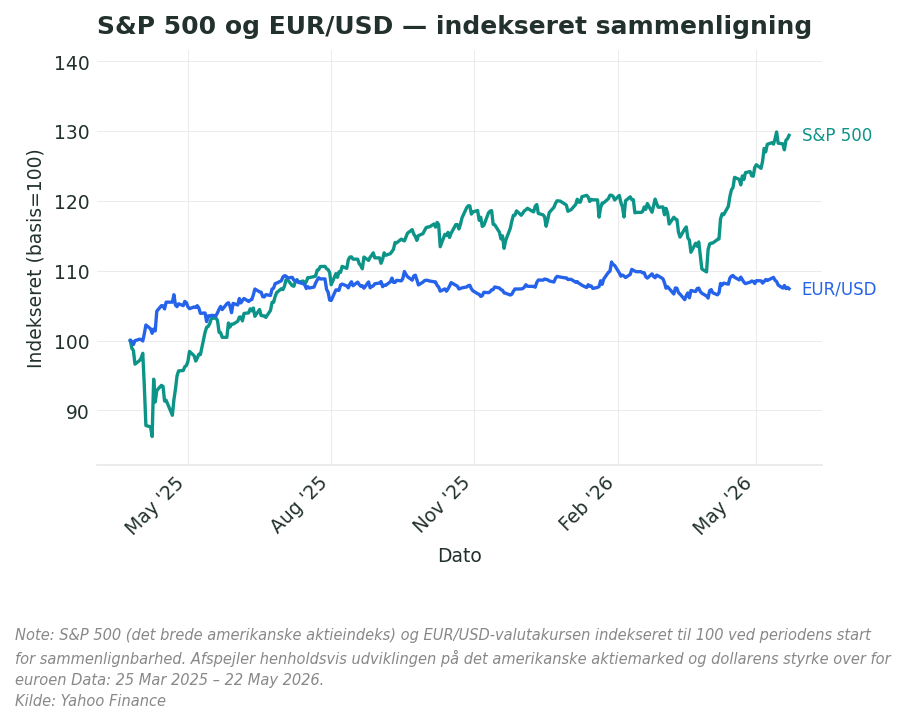 S&P 500 og EUR/USD — indekseret sammenligning
140
130
120
110
100
90
Indekseret (basis=100)
S&P 500
EUR/USD
May '25
Aug '25
Nov '25
Feb '26
May '26
Dato
Note: S&P 500 (det brede amerikanske aktieindeks) og EUR/USD-valutakursen indekseret til 100 ved periodens start
for sammenlignbarhed. Afspejler henholdsvis udviklingen på det amerikanske aktiemarked og dollarens styrke over for
euroen Data: 25 Mar 2025 – 22 May 2026.
Kilde: Yahoo Finance